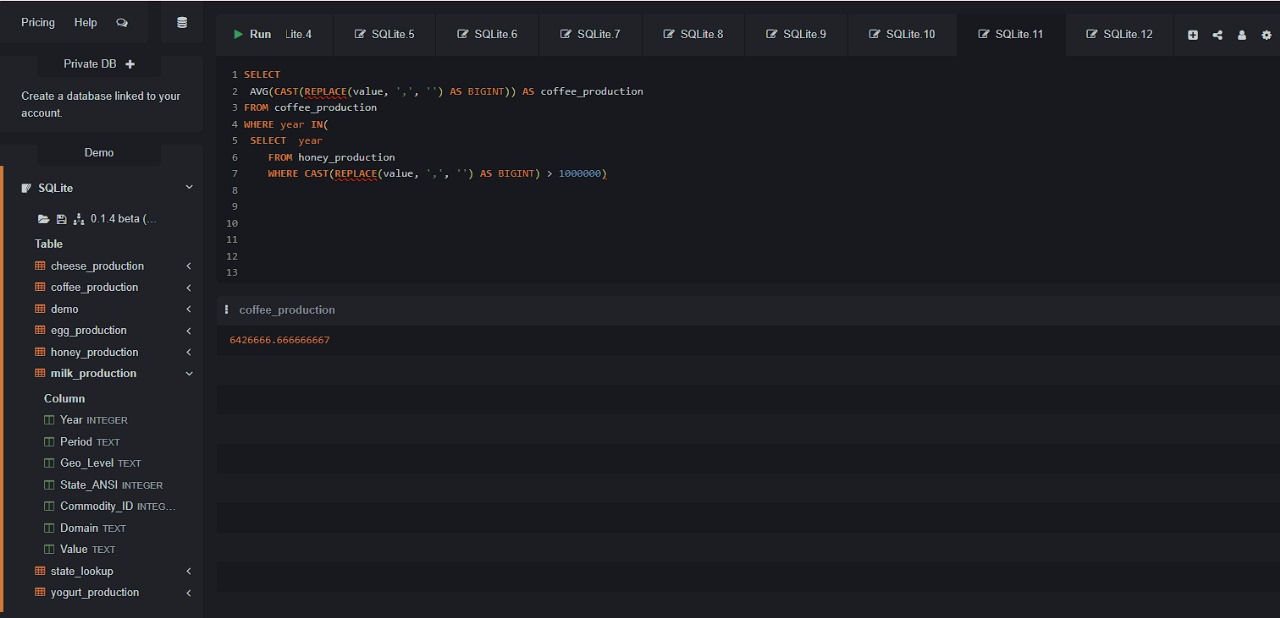 Pricing Help
Private DB
Create a database linked to your
account.
Demo
SQLite
0.1.4 beta (...
Table
cheese_production
coffee_production
demo
egg_production
honey_production
milk_production
Column
Year INTEGER
Period TEXT
Geo_Level TEXT
State_ANSI INTEGER
Commodity_ID INTEG...
Domain TEXT
Value TEXT
state_lookup
yogurt_production
Run Lite.4 SQLite.5 SQLite.6 SQLite.7 SQLite.8 SQLite.9 SQLite.10 SQLite.11 SQLite.12
1 SELECT
2 AVG(CAST(REPLACE(value, ',', '') AS BIGINT)) AS coffee_production
3 FROM coffee_production
4 WHERE year IN(
5 SELECT year
6 FROM honey_production
7 WHERE CAST(REPLACE(value, ',', '') AS BIGINT) > 1000000)
8
9
10
11
12
13
coffee_production
6426666.666666667